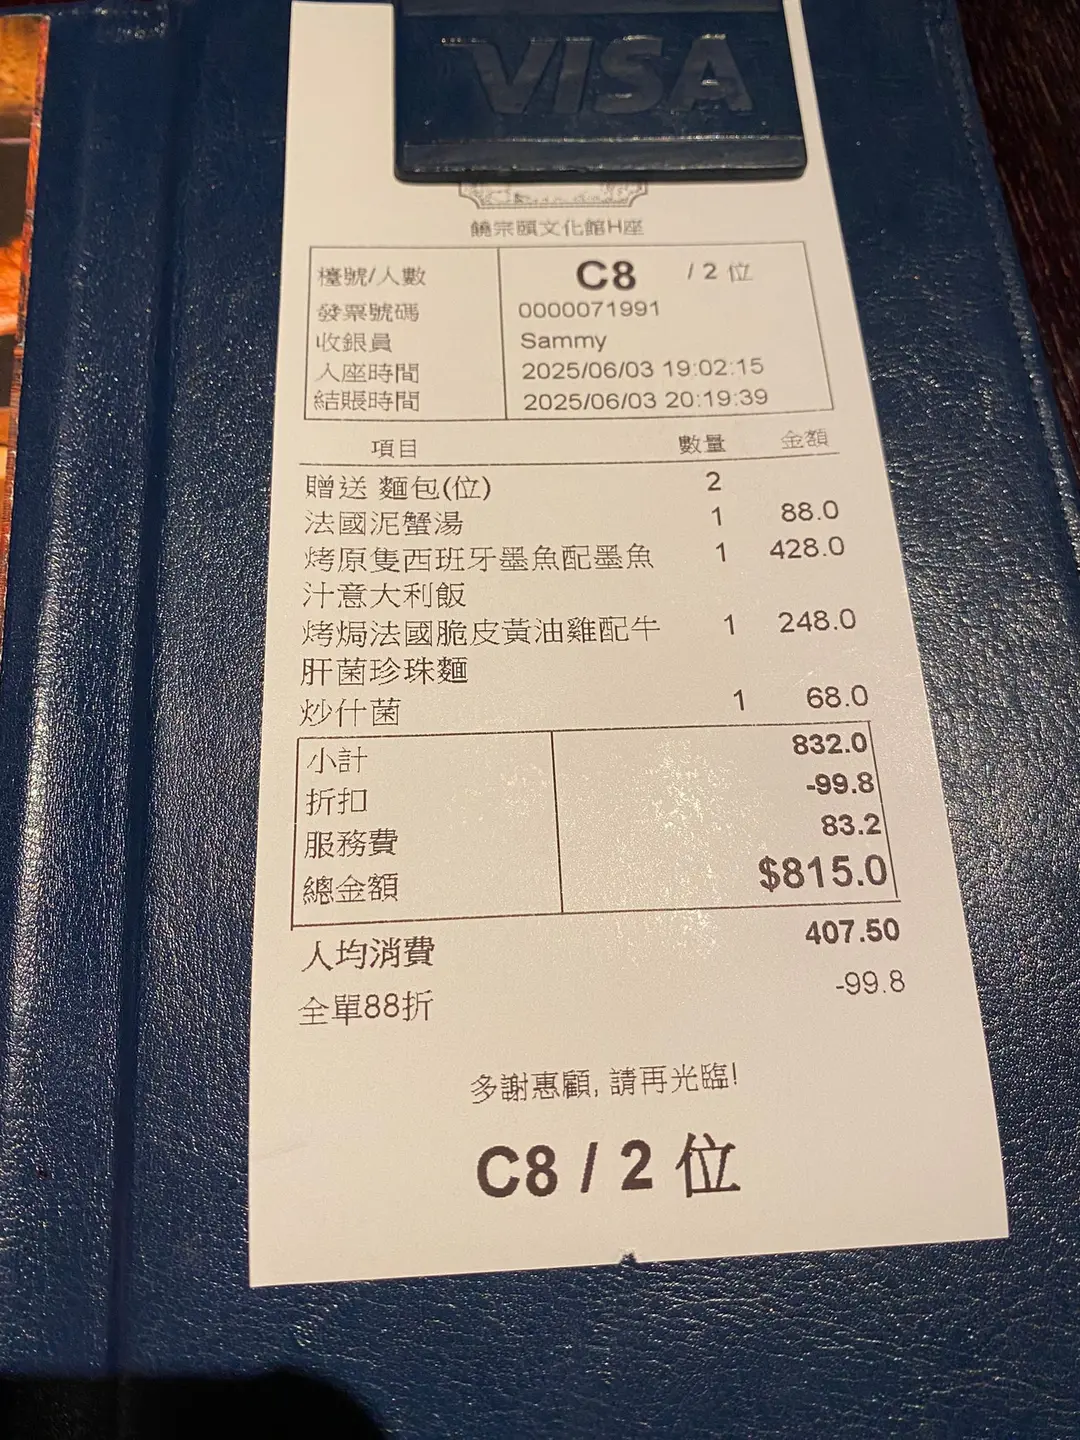 VISA
饒宗頤文化館H座
檯號/人數 C8 / 2 位
發票號碼 0000071991
收銀員 Sammy
入座時間 2025/06/03 19:02:15
結賬時間 2025/06/03 20:19:39
項目 數量 金額
贈送 麵包(位) 2
法國泥蟹湯 1 88.0
烤原隻西班牙墨魚配墨魚 1 428.0
汁意大利飯
烤焗法國脆皮黃油雞配牛 1 248.0
肝菌珍珠麵
炒什菌 1 68.0
小計 832.0
折扣 -99.8
服務費 83.2
總金額 $815.0
人均消費 407.50
全單88折 -99.8
多謝惠顧, 請再光臨!
C8 / 2 位